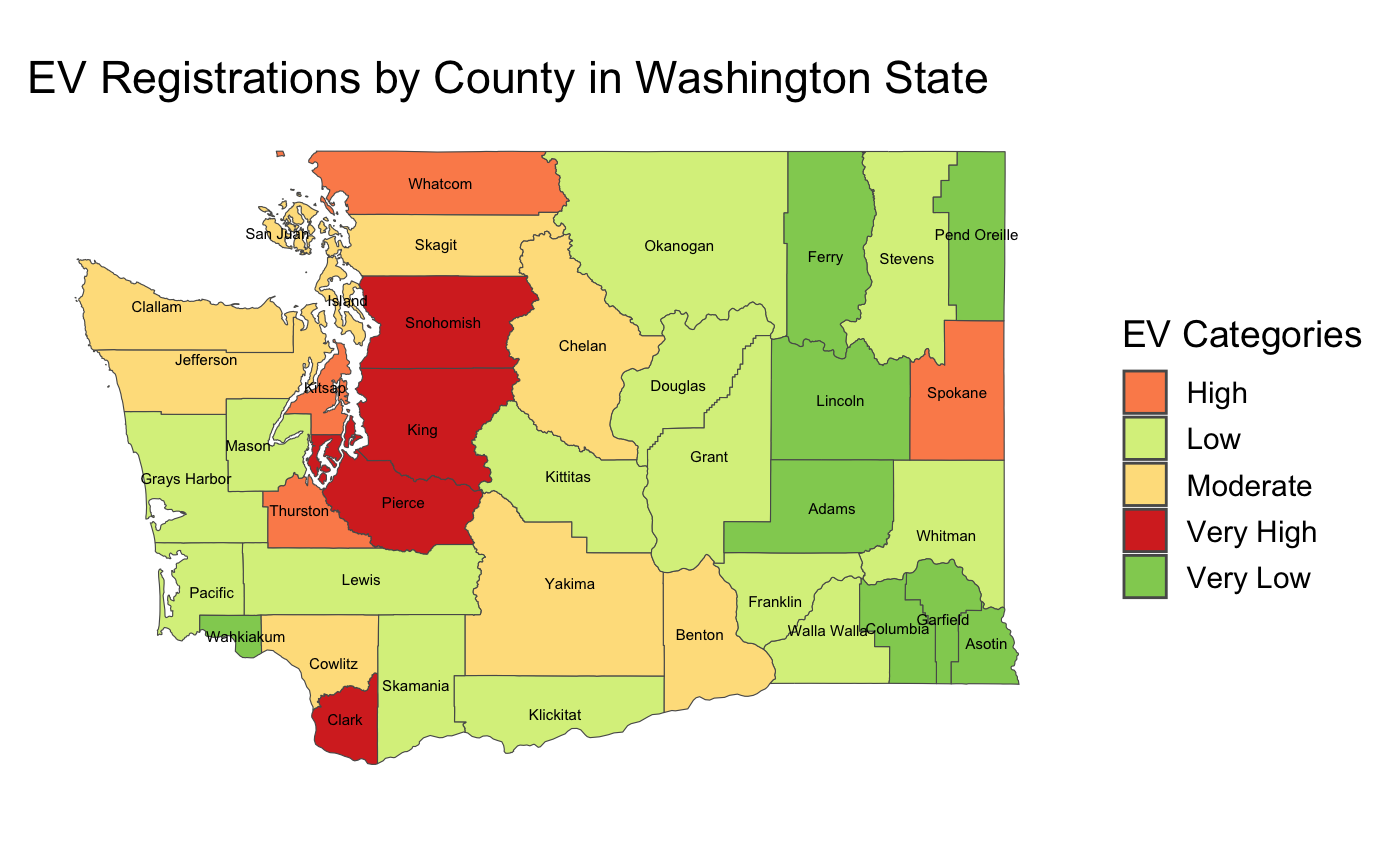 EV Registrations by County in Washington State
Whatcom
San Juan
Skagit
Okanogan
Ferry
Stevens
Pend Oreille
Clallam
Island
Snohomish
Jefferson
Chelan
Kitsap
Douglas
Lincoln
Spokane
King
Mason
Grant
Grays Harbor
Kittitas
Pierce
Thurston
Adams
Whitman
Lewis
Yakima
Pacific
Franklin
Wahkiakum
Benton
Walla Walla
Columbia
Garfield
Asotin
Cowlitz
Skamania
Clark
Klickitat
EV Categories
High
Low
Moderate
Very High
Very Low